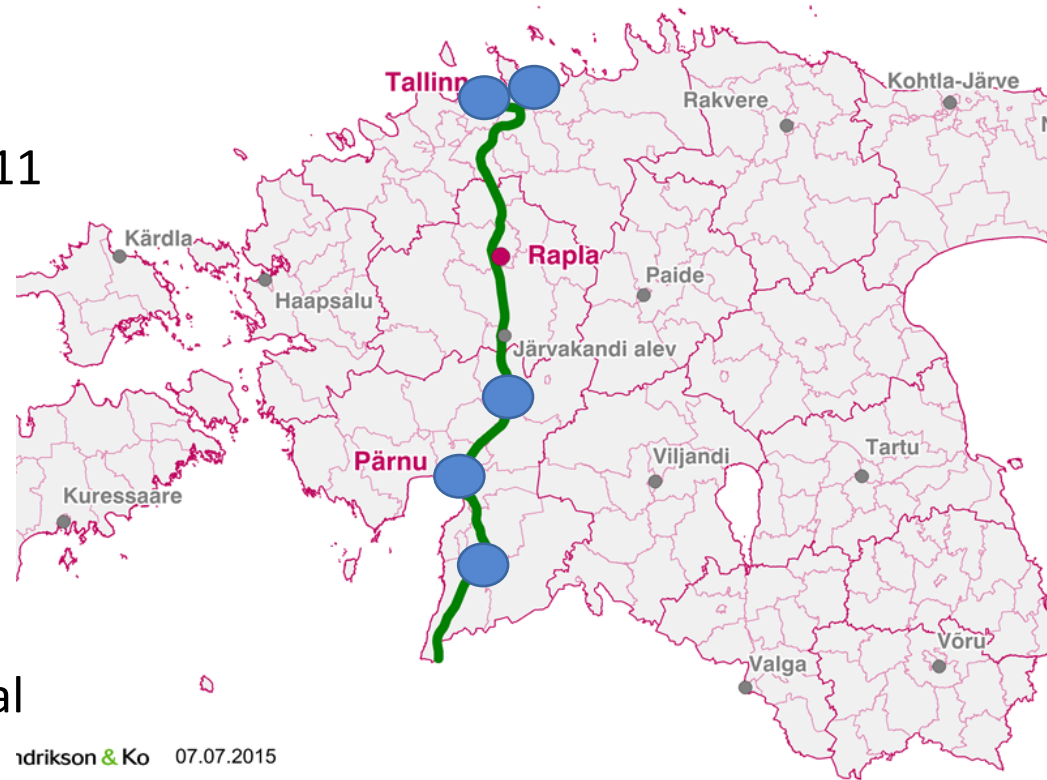 Tallinn
Kohtla-Järve
Rakvere
11
Kärdla
Rapla
Haapsalu
Paide
Järvakandi alev
Pärnu
Viljandi
Tartu
Kuressaare
Võru
Valga
al
ndrikson & Ko 07.07.2015